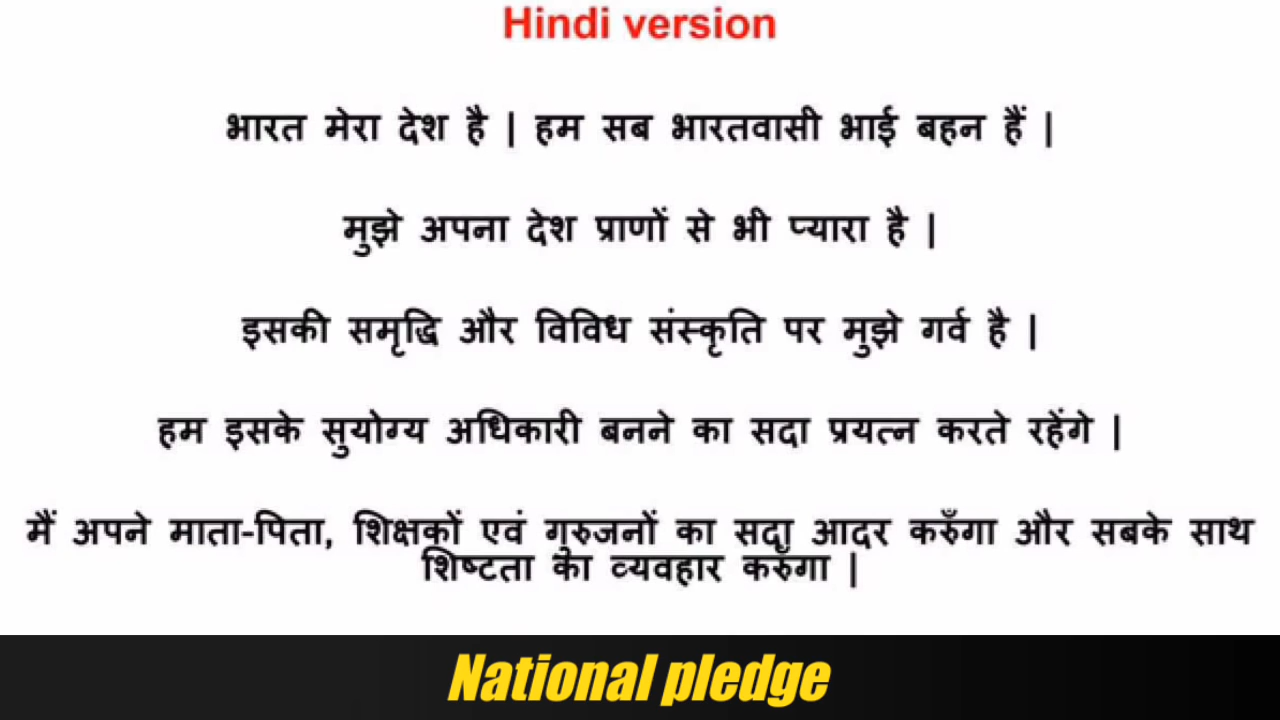 Hindi version
भारत मेरा देश है | हम सब भारतवासी भाई बहन हैं |
मुझे अपना देश प्राणों से भी प्यारा है |
इसकी समृद्धि और विविध संस्कृति पर मुझे गर्व है |
हम इसके सुयोग्य अधिकारी बनने का सदा प्रयत्न करते रहेंगे |
मैं अपने माता-पिता, शिक्षकों एवं गुरुजनों का सदा आदर करुँगा और सबके साथ
शिष्टता का व्यवहार करुँगा |
National pledge